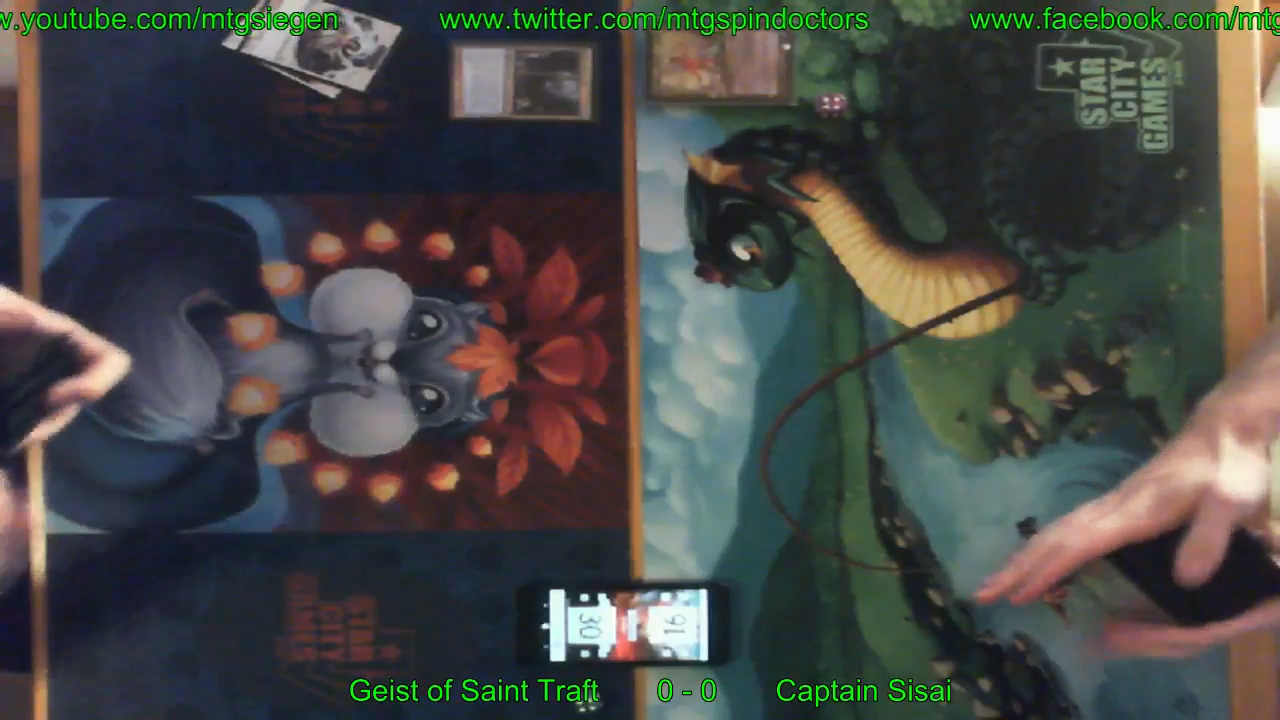 w.youtube.com/mtgsiegen www.twitter.com/mtgspindoctors www.facebook.com/mtg
STAR
CITY
GAMES
STAR
CITY
GAMES
30
16
Geist of Saint Traft 0 - 0 Captain Sisai